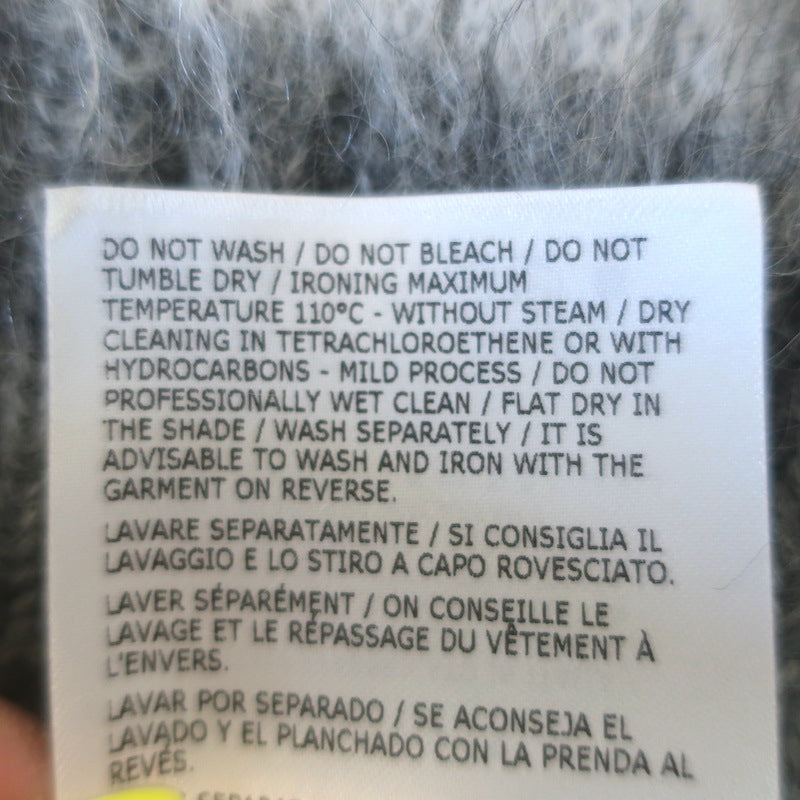 DO NOT WASH / DO NOT BLEACH / DO NOT
TUMBLE DRY / IRONING MAXIMUM
TEMPERATURE 110°C - WITHOUT STEAM / DRY
CLEANING IN TETRACHLOROETHENE OR WITH
HYDROCARBONS - MILD PROCESS / DO NOT
PROFESSIONALLY WET CLEAN / FLAT DRY IN
THE SHADE / WASH SEPARATELY / IT IS
ADVISABLE TO WASH AND IRON WITH THE
GARMENT ON REVERSE.
LAVARE SEPARATAMENTE / SI CONSIGLIA IL
LAVAGGIO E LO STIRO A CAPO ROVESCIATO.
LAVER SÉPARÉMENT / ON CONSEILLE LE
LAVAGE ET LE RÉPASSAGE DU VÊTEMENT À
L'ENVERS.
LAVAR POR SEPARADO / SE ACONSEJA EL
LAVADO Y EL PLANCHADO CON LA PRENDA AL
REVÉS.